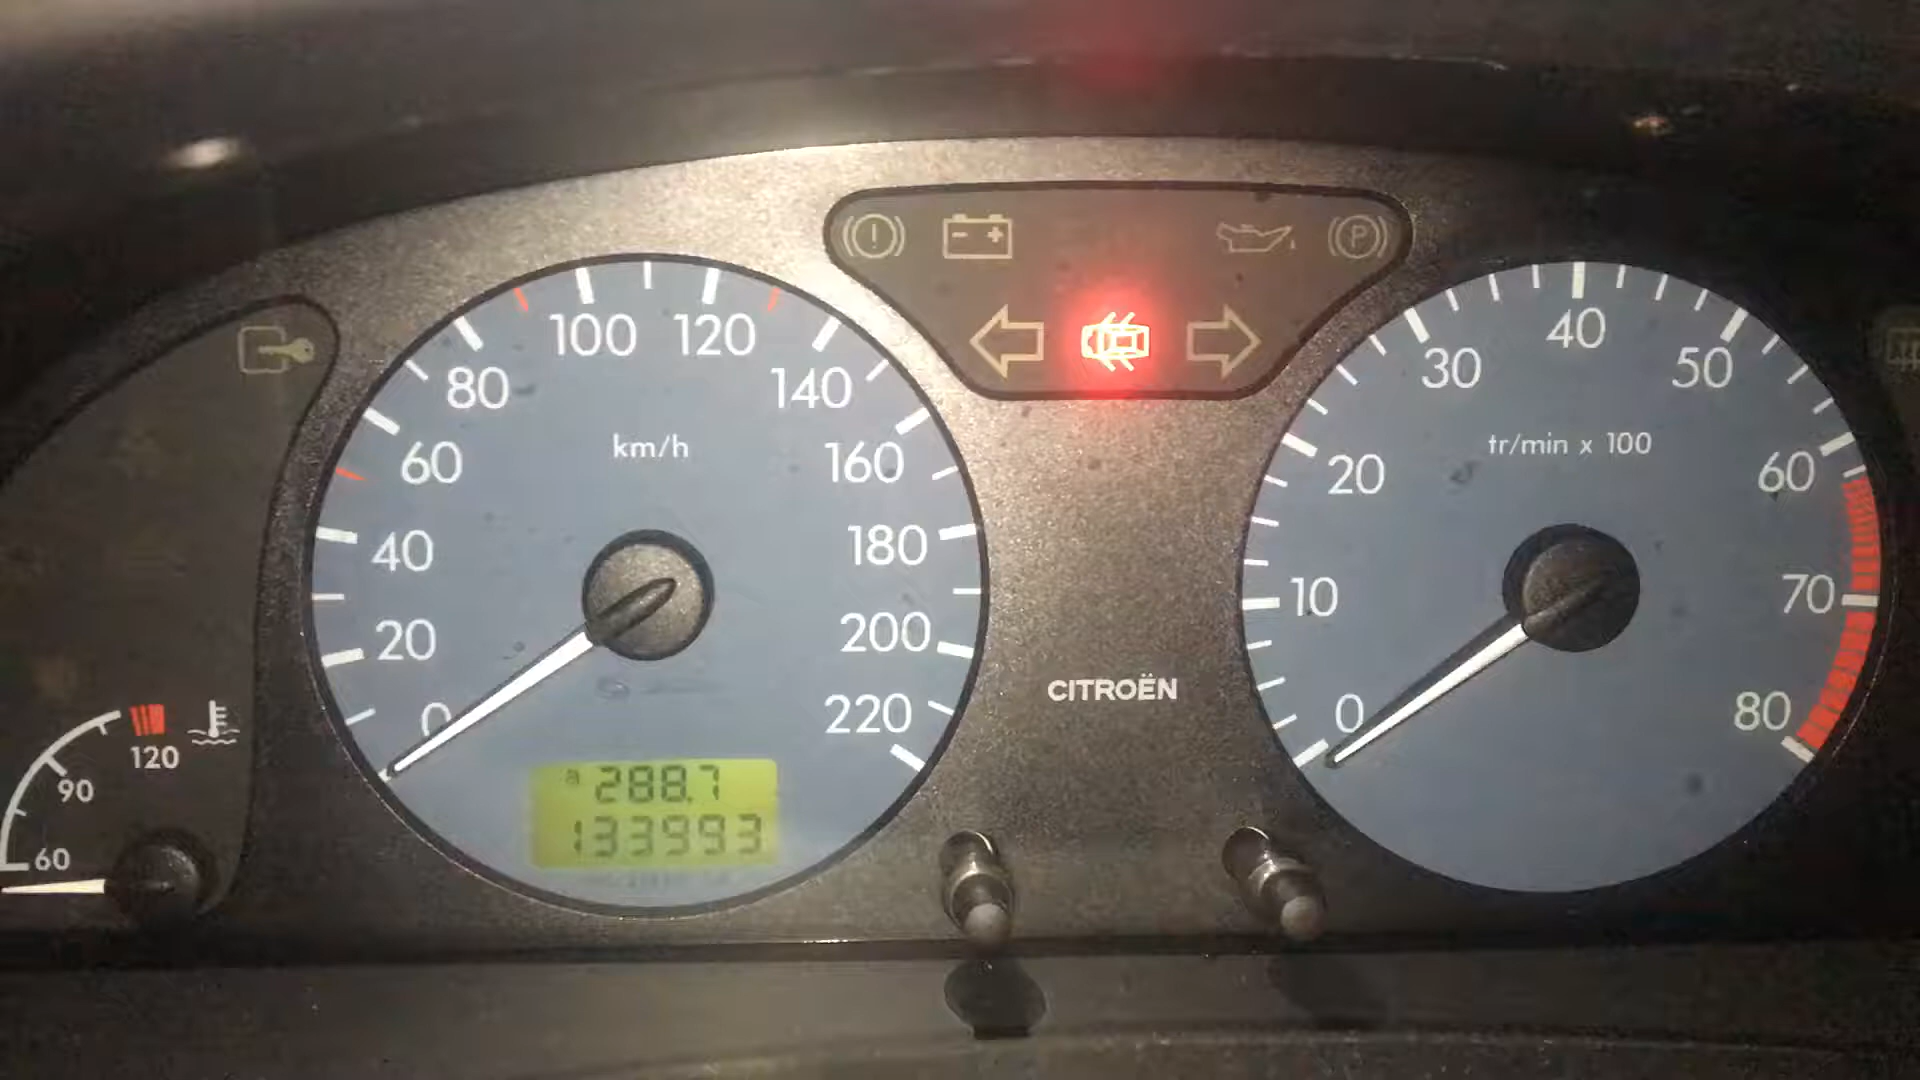 100 120
80 140
60 km/h 160
40 180
20 200
0 220
a 288.7
133993
120
90
60
CITROËN
40
30 50
tr/min x 100
20 60
10 70
0 80
P